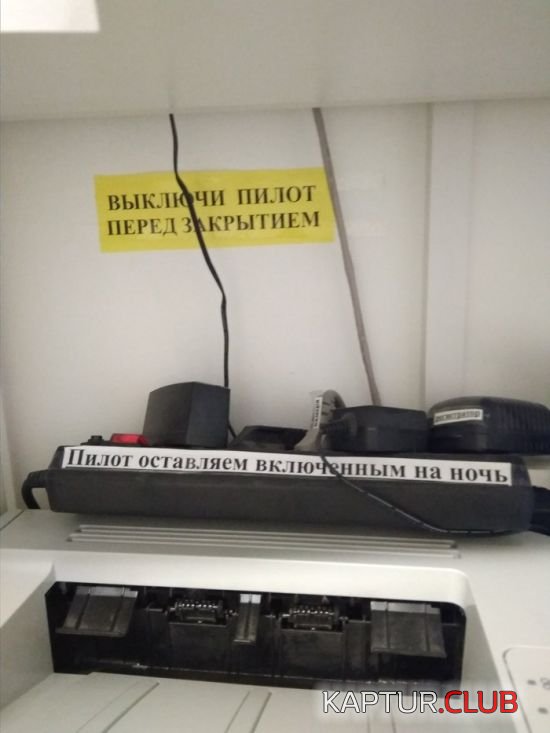 ВЫКЛЮЧИ ПИЛОТ
ПЕРЕД ЗАКРЫТИЕМ
Пилот оставляем включенным на ночь
KAPTUR.CLUB